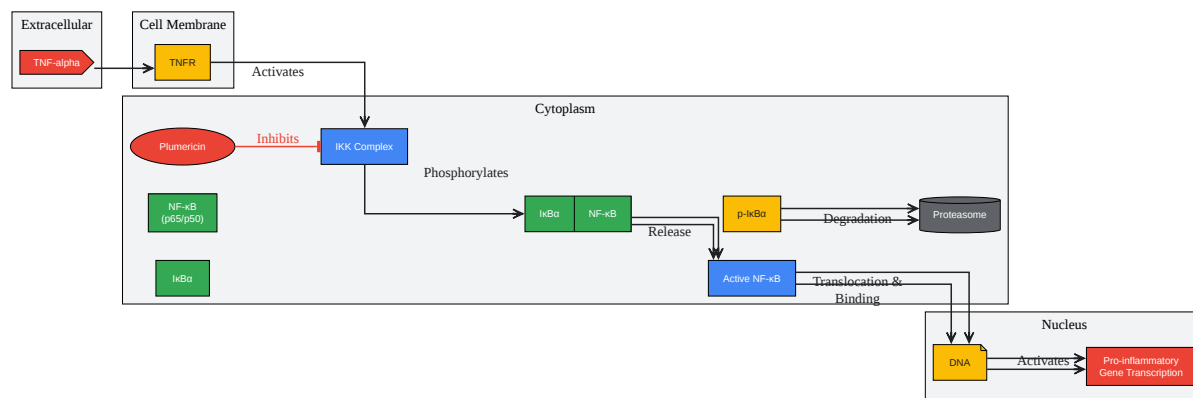 Extracellular
TNF-alpha
Cell Membrane
TNFR
Activates
Cytoplasm
Plumericin
Inhibits
IKK Complex
Phosphorylates
NF-κB
(p65/p50)
IκBα
NF-κB
Release
p-IκBα
Degradation
Proteasome
IκBα
Active NF-κB
Translocation &
Binding
Nucleus
DNA
Activates
Pro-inflammatory
Gene Transcription